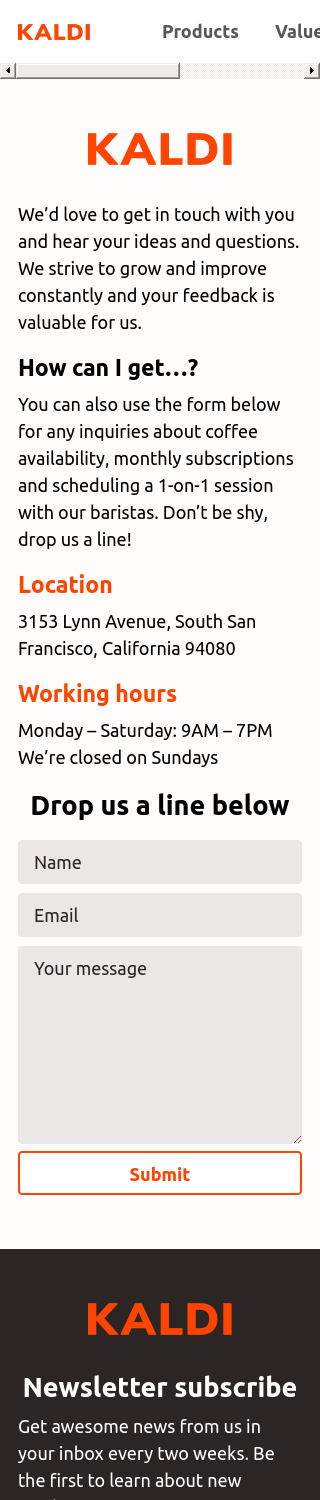 KALDI
Products
Value
KALDI
We’d love to get in touch with you
and hear your ideas and questions.
We strive to grow and improve
constantly and your feedback is
valuable for us.
How can I get…?
You can also use the form below
for any inquiries about coffee
availability, monthly subscriptions
and scheduling a 1-on-1 session
with our baristas. Don’t be shy,
drop us a line!
Location
3153 Lynn Avenue, South San
Francisco, California 94080
Working hours
Monday – Saturday: 9AM – 7PM
We’re closed on Sundays
Drop us a line below
Name
Email
Your message
Submit
KALDI
Newsletter subscribe
Get awesome news from us in
your inbox every two weeks. Be
the first to learn about new